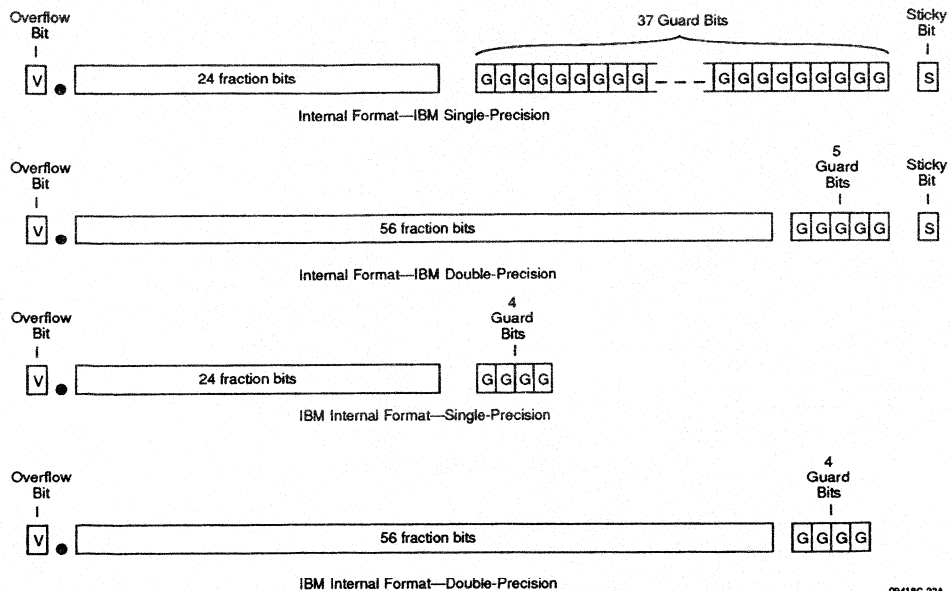 Overflow Bit
37 Guard Bits
Sticky Bit
V 24 fraction bits G G G G G G G G G G G G G G G G G G S
Internal Format—IBM Single-Precision
Overflow Bit
5 Guard Bits
Sticky Bit
V 56 fraction bits G G G G G S
Internal Format—IBM Double-Precision
Overflow Bit
4 Guard Bits
V 24 fraction bits G G G G
IBM Internal Format—Single-Precision
Overflow Bit
4 Guard Bits
V 56 fraction bits G G G G
IBM Internal Format—Double-Precision